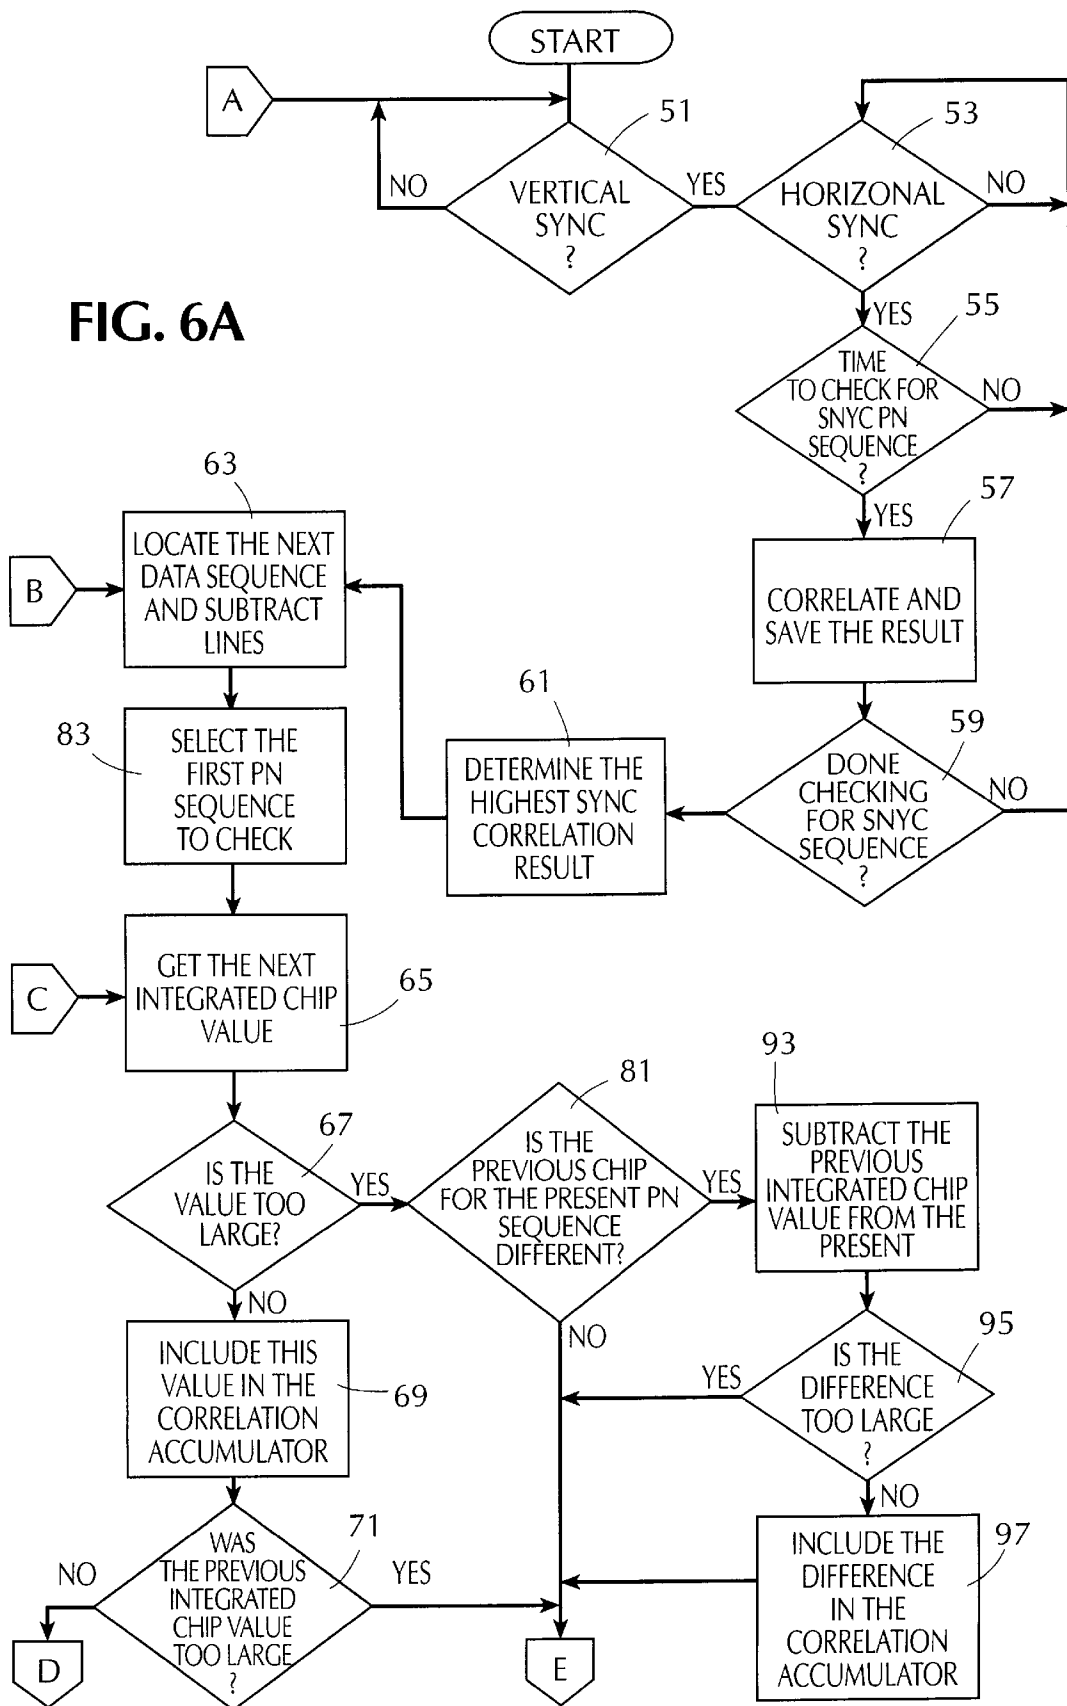 START
A
51
53
NO
VERTICAL
SYNC
?
YES
HORIZONAL
SYNC
?
NO
FIG. 6A
YES
55
TIME
TO CHECK FOR
SNYC PN
SEQUENCE
?
NO
YES
57
63
LOCATE THE NEXT
DATA SEQUENCE
AND SUBTRACT
LINES
B
CORRELATE AND
SAVE THE RESULT
61
59
83
SELECT THE
FIRST PN
SEQUENCE
TO CHECK
DETERMINE THE
HIGHEST SYNC
CORRELATION
RESULT
DONE
CHECKING
FOR SNYC
SEQUENCE
?
NO
C
GET THE NEXT
INTEGRATED CHIP
VALUE
65
67
IS THE
VALUE TOO
LARGE?
YES
81
IS THE
PREVIOUS CHIP
FOR THE PRESENT PN
SEQUENCE
DIFFERENT?
YES
93
SUBTRACT THE
PREVIOUS
INTEGRATED CHIP
VALUE FROM THE
PRESENT
NO
NO
INCLUDE THIS
VALUE IN THE
CORRELATION
ACCUMULATOR
69
YES
95
IS THE
DIFFERENCE
TOO LARGE
?
NO
71
NO
WAS
THE PREVIOUS
INTEGRATED
CHIP VALUE
TOO LARGE
?
YES
97
INCLUDE THE
DIFFERENCE
IN THE
CORRELATION
ACCUMULATOR
D
E